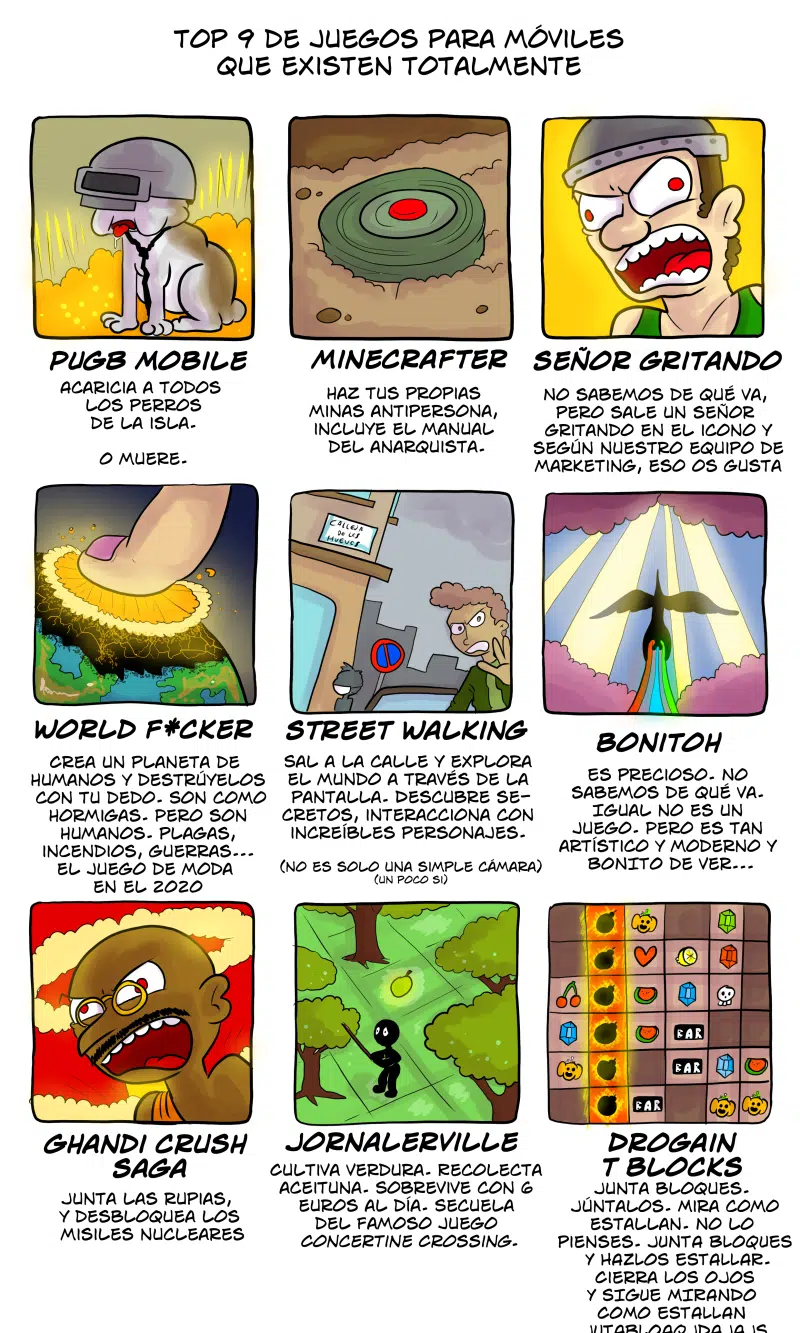 TOP 9 DE JUEGOS PARA MÓVILES
QUE EXISTEN TOTALMENTE
PUGB MOBILE
ACARICIA A TODOS
LOS PERROS
DE LA ISLA.
O MUERE.
MINECRAFTER
HAZ TUS PROPIAS
MINAS ANTIPERSONA,
INCLUYE EL MANUAL
DEL ANARQUISTA.
SEÑOR GRITANDO
NO SABEMOS DE QUÉ VA,
PERO SALE UN SEÑOR
GRITANDO EN EL ICONO Y
SEGÚN NUESTRO EQUIPO DE
MARKETING, ESO OS GUSTA
WORLD F*CKER
CREA UN PLANETA DE
HUMANOS Y DESTRÚYELOS
CON TU DEDO. SON COMO
HORMIGAS. PERO SON
HUMANOS. PLAGAS,
INCENDIOS, GUERRAS...
EL JUEGO DE MODA
EN EL 2020
CALLEJA
DE LOS
HUEVOS
STREET WALKING
SAL A LA CALLE Y EXPLORA
EL MUNDO A TRAVÉS DE LA
PANTALLA. DESCUBRE SE-
CRETOS, INTERACCIONA CON
INCREÍBLES PERSONAJES.
(NO ES SOLO UNA SIMPLE CÁMARA)
(UN POCO SI)
BONITOH
ES PRECIOSO. NO
SABEMOS DE QUÉ VA.
IGUAL NO ES UN
JUEGO. PERO ES TAN
ARTÍSTICO Y MODERNO Y
BONITO DE VER...
GHANDI CRUSH
SAGA
JUNTA LAS RUPIAS,
Y DESBLOQUEA LOS
MISILES NUCLEARES
JORNALERVILLE
CULTIVA VERDURA. RECOLECTA
ACEITUNA. SOBREVIVE CON 6
EUROS AL DÍA. SECUELA
DEL FAMOSO JUEGO
CONCERTINE CROSSING.
BAR
BAR
BAR
BAR
DROGAIN
T BLOCKS
JUNTA BLOQUES.
JÚNTALOS. MIRA COMO
ESTALLAN. NO LO
PIENSES. JUNTA BLOQUES
Y HAZLOS ESTALLAR.
CIERRA LOS OJOS
Y SIGUE MIRANDO
COMO ESTALLAN